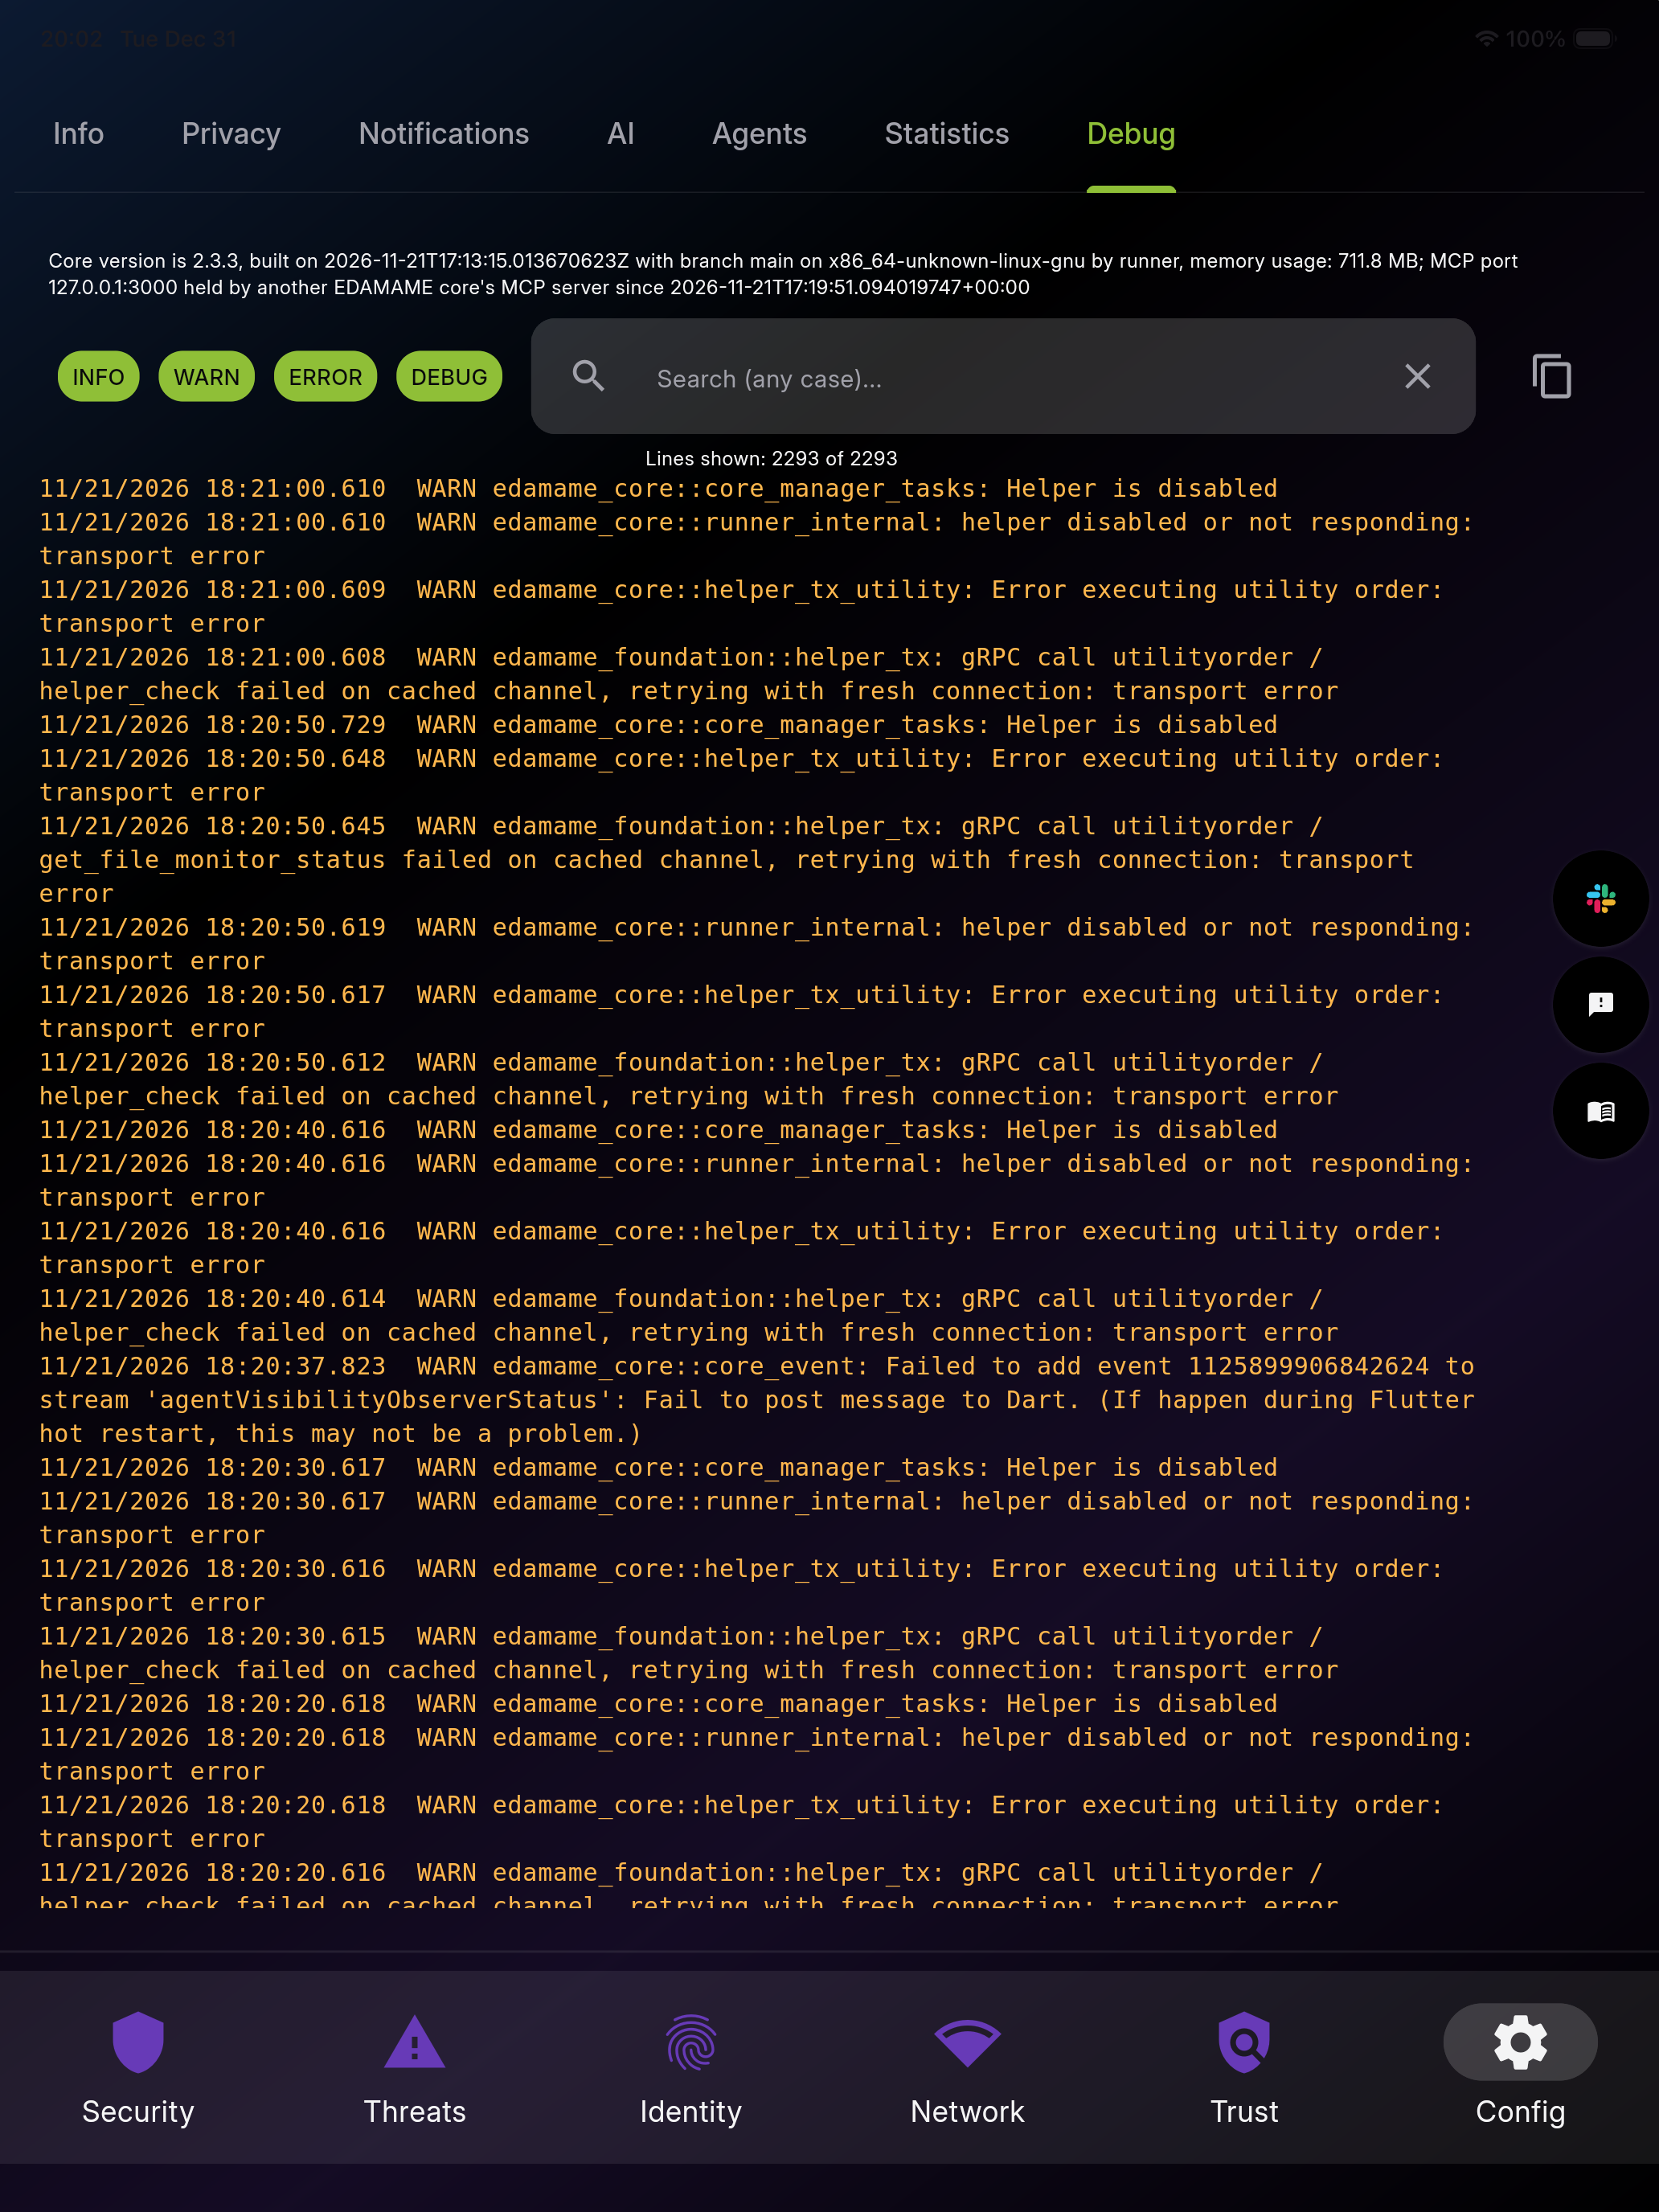 20:02 Tue Dec 31
100%
Info Privacy Notifications AI Agents Statistics Debug
Core version is 2.3.3, built on 2026-11-21T17:13:15.013670623Z with branch main on x86_64-unknown-linux-gnu by runner, memory usage: 711.8 MB; MCP port
127.0.0.1:3000 held by another EDAMAME core's MCP server since 2026-11-21T17:19:51.094019747+00:00
INFO WARN ERROR DEBUG Search (any case)...
Lines shown: 2293 of 2293
11/21/2026 18:21:00.610  WARN edamame_core::core_manager_tasks: Helper is disabled
11/21/2026 18:21:00.610  WARN edamame_core::runner_internal: helper disabled or not responding:
transport error
11/21/2026 18:21:00.609  WARN edamame_core::helper_tx_utility: Error executing utility order:
transport error
11/21/2026 18:21:00.608  WARN edamame_foundation::helper_tx: gRPC call utilityorder /
helper_check failed on cached channel, retrying with fresh connection: transport error
11/21/2026 18:20:50.729  WARN edamame_core::core_manager_tasks: Helper is disabled
11/21/2026 18:20:50.648  WARN edamame_core::helper_tx_utility: Error executing utility order:
transport error
11/21/2026 18:20:50.645  WARN edamame_foundation::helper_tx: gRPC call utilityorder /
get_file_monitor_status failed on cached channel, retrying with fresh connection: transport
error
11/21/2026 18:20:50.619  WARN edamame_core::runner_internal: helper disabled or not responding:
transport error
11/21/2026 18:20:50.617  WARN edamame_core::helper_tx_utility: Error executing utility order:
transport error
11/21/2026 18:20:50.612  WARN edamame_foundation::helper_tx: gRPC call utilityorder /
helper_check failed on cached channel, retrying with fresh connection: transport error
11/21/2026 18:20:40.616  WARN edamame_core::core_manager_tasks: Helper is disabled
11/21/2026 18:20:40.616  WARN edamame_core::runner_internal: helper disabled or not responding:
transport error
11/21/2026 18:20:40.616  WARN edamame_core::helper_tx_utility: Error executing utility order:
transport error
11/21/2026 18:20:40.614  WARN edamame_foundation::helper_tx: gRPC call utilityorder /
helper_check failed on cached channel, retrying with fresh connection: transport error
11/21/2026 18:20:37.823  WARN edamame_core::core_event: Failed to add event 1125899906842624 to
stream 'agentVisibilityObserverStatus': Fail to post message to Dart. (If happen during Flutter
hot restart, this may not be a problem.)
11/21/2026 18:20:30.617  WARN edamame_core::core_manager_tasks: Helper is disabled
11/21/2026 18:20:30.617  WARN edamame_core::runner_internal: helper disabled or not responding:
transport error
11/21/2026 18:20:30.616  WARN edamame_core::helper_tx_utility: Error executing utility order:
transport error
11/21/2026 18:20:30.615  WARN edamame_foundation::helper_tx: gRPC call utilityorder /
helper_check failed on cached channel, retrying with fresh connection: transport error
11/21/2026 18:20:20.618  WARN edamame_core::core_manager_tasks: Helper is disabled
11/21/2026 18:20:20.618  WARN edamame_core::runner_internal: helper disabled or not responding:
transport error
11/21/2026 18:20:20.618  WARN edamame_core::helper_tx_utility: Error executing utility order:
transport error
11/21/2026 18:20:20.616  WARN edamame_foundation::helper_tx: gRPC call utilityorder /
helper_check failed on cached channel, retrying with fresh connection: transport error
Security Threats Identity Network Trust Config